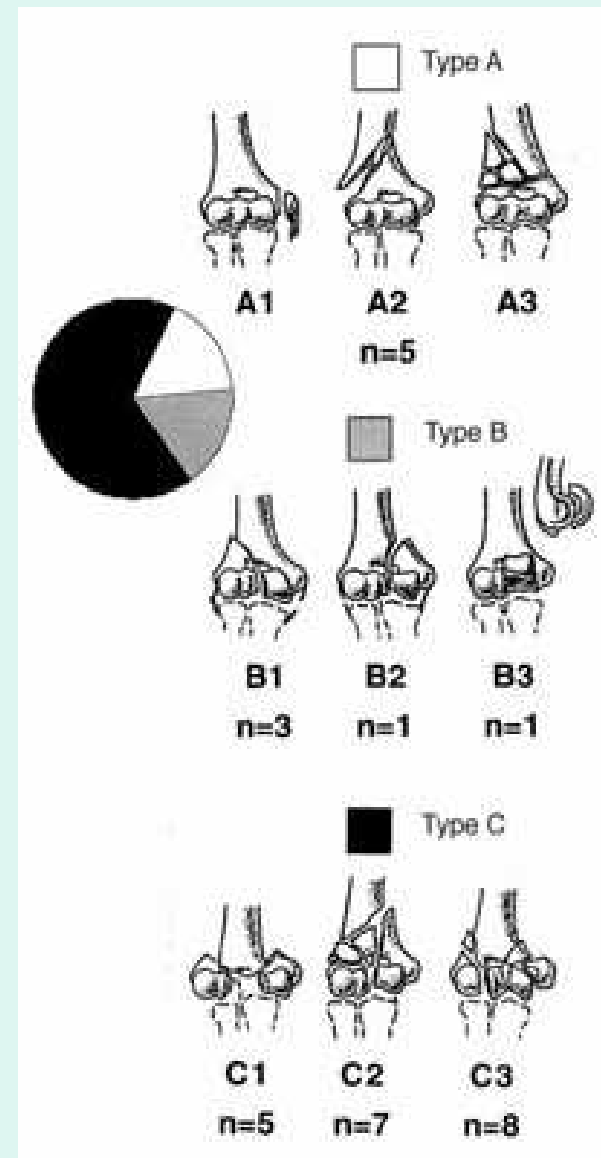 Type A
A1 A2 A3
n=5
Type B
B1 B2 B3
n=3 n=1 n=1
Type C
C1 C2 C3
n=5 n=7 n=8